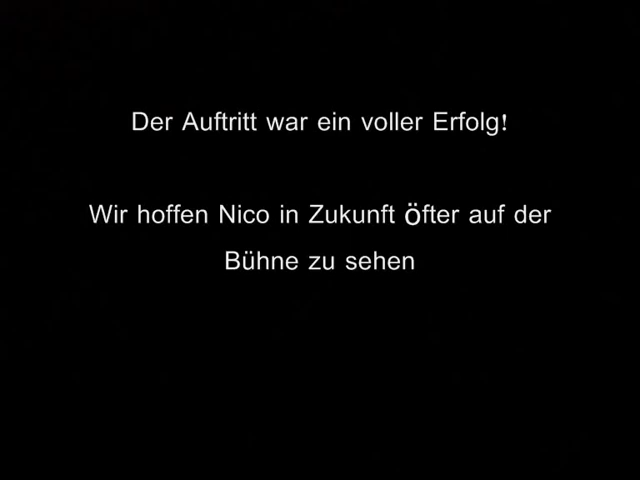 Der Auftritt war ein voller Erfolg!
Wir hoffen Nico in Zukunft öfter auf der
Bühne zu sehen